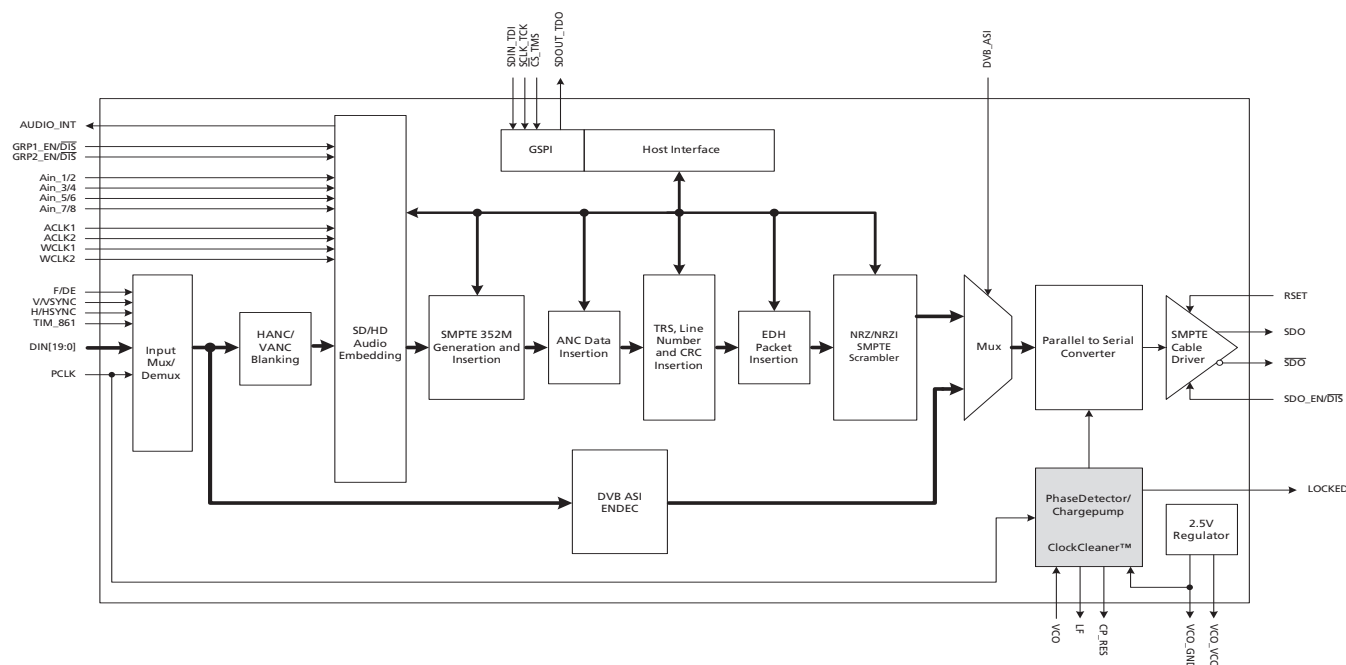 SDIN_TDI
SCLK_TCK
CS_TMS
SDOUT_TDO
DVB_ASI
AUDIO_INT
GRP1_EN/DIS
GRP2_EN/DIS
Ain_1/2
Ain_3/4
Ain_5/6
Ain_7/8
ACLK1
ACLK2
WCLK1
WCLK2
F/DE
V/VSYNC
H/HSYNC
TIM_861
DIN[19:0]
PCLK
GSPI
Host Interface
Input
Mux/
Demux
HANC/
VANC
Blanking
SD/HD
Audio
Embedding
SMPTE 352M
Generation and
Insertion
ANC Data
Insertion
TRS, Line
Number
and CRC
Insertion
EDH
Packet
Insertion
NRZ/NRZI
SMPTE
Scrambler
Mux
Parallel to Serial
Converter
SMPTE
Cable
Driver
RSET
SDO
SDO
SDO_EN/DIS
DVB ASI
ENDEC
PhaseDetector/
Chargepump
ClockCleaner™
LOCKED
2.5V
Regulator
VCO
LF
CP_RES
VCO_GND
VCO_VCC